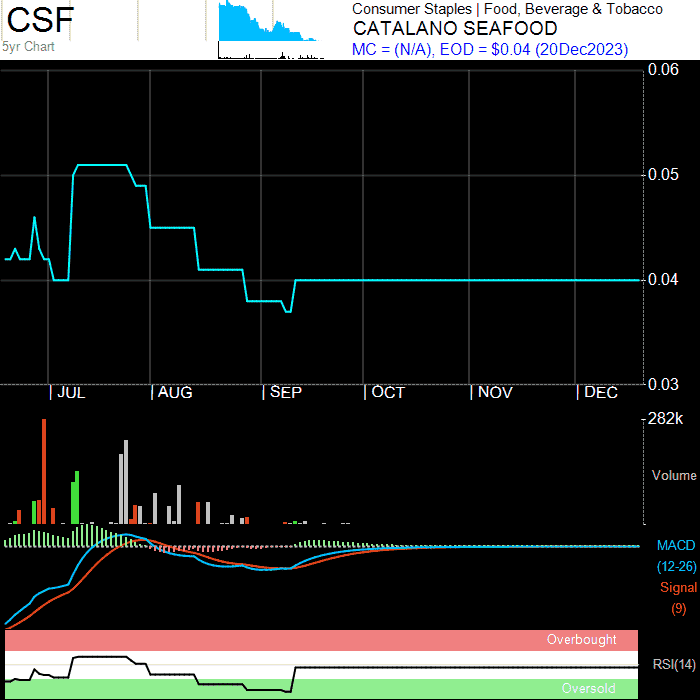 CSF
5yr Chart
Consumer Staples | Food, Beverage & Tobacco
CATALANO SEAFOOD
MC = (N/A), EOD = $0.04 (20Dec2023)
0.06
0.05
0.04
0.03
| JUL | AUG | SEP | OCT | NOV | DEC
282k
Volume
MACD
(12-26)
Signal
(9)
Overbought
RSI(14)
Oversold